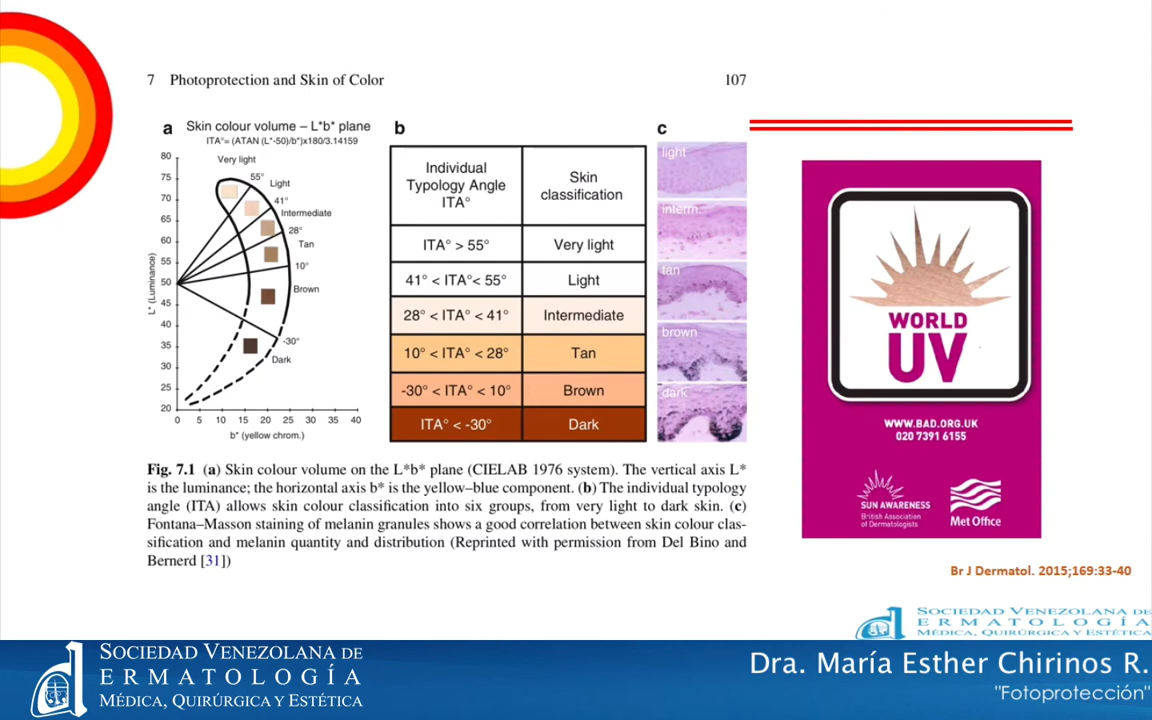 7 Photoprotection and Skin of Color
107
a
Skin colour volume – L*b* plane
ITA°= (ATAN (L*-50)/b*)x180/3.14159
Very light
55°
Light
41°
Intermediate
28°
Tan
10°
Brown
-30°
Dark
80
75
70
65
60
55
50
45
40
35
30
25
20
L* (Luminance)
0 5 10 15 20 25 30 35 40
b* (yellow chrom.)
b
Individual
Typology Angle
ITA°
Skin
classification
ITA° > 55° Very light
41° < ITA°< 55° Light
28° < ITA° < 41° Intermediate
10° < ITA° < 28° Tan
-30° < ITA° < 10° Brown
ITA° < -30° Dark
c
light
interm.
tan
brown
dark
Fig. 7.1 (a) Skin colour volume on the L*b* plane (CIELAB 1976 system). The vertical axis L*
is the luminance; the horizontal axis b* is the yellow–blue component. (b) The individual typology
angle (ITA) allows skin colour classification into six groups, from very light to dark skin. (c)
Fontana–Masson staining of melanin granules shows a good correlation between skin colour clas-
sification and melanin quantity and distribution (Reprinted with permission from Del Bino and
Bernerd [31])
WORLD
UV
WWW.BAD.ORG.UK
020 7391 6155
SUN AWARENESS
British Association
of Dermatologists
Met Office
Br J Dermatol. 2015;169:33-40
SOCIEDAD VENEZOLANA DE
ERMATOLOGÍA
MÉDICA, QUIRÚRGICA Y ESTÉTICA
SOCIEDAD VENEZOLANA DE
ERMATOLOGÍA
MÉDICA, QUIRÚRGICA Y ESTÉTICA
Dra. María Esther Chirinos R.
"Fotoprotección"